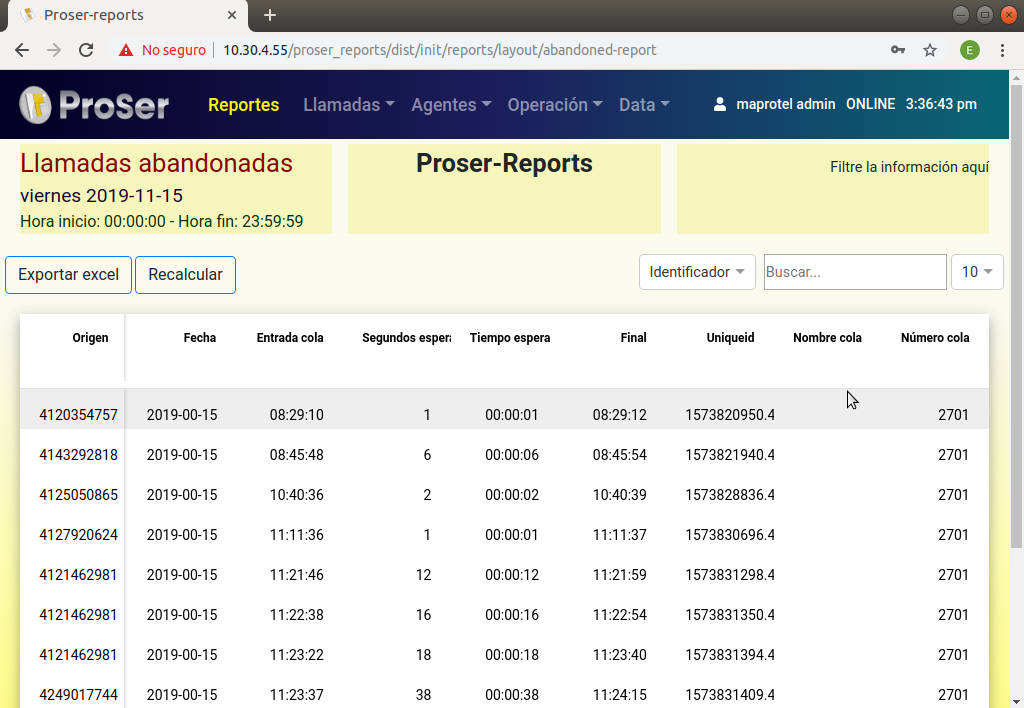 Proser-reports
No seguro 10.30.4.55/proser_reports/dist/init/reports/layout/abandoned-report E
ProSer Reportes Llamadas Agentes Operación Data maprotel admin ONLINE 3:36:43 pm
Llamadas abandonadas Proser-Reports Filtre la información aquí
viernes 2019-11-15
Hora inicio: 00:00:00 - Hora fin: 23:59:59
Exportar excel Recalcular Identificador Buscar... 10
Origen Fecha Entrada cola Segundos espera Tiempo espera Final Uniqueid Nombre cola Número cola
4120354757 2019-00-15 08:29:10 1 00:00:01 08:29:12 1573820950.4 2701
4143292818 2019-00-15 08:45:48 6 00:00:06 08:45:54 1573821940.4 2701
4125050865 2019-00-15 10:40:36 2 00:00:02 10:40:39 1573828836.4 2701
4127920624 2019-00-15 11:11:36 1 00:00:01 11:11:37 1573830696.4 2701
4121462981 2019-00-15 11:21:46 12 00:00:12 11:21:59 1573831298.4 2701
4121462981 2019-00-15 11:22:38 16 00:00:16 11:22:54 1573831350.4 2701
4121462981 2019-00-15 11:23:22 18 00:00:18 11:23:40 1573831394.4 2701
4249017744 2019-00-15 11:23:37 38 00:00:38 11:24:15 1573831409.4 2701